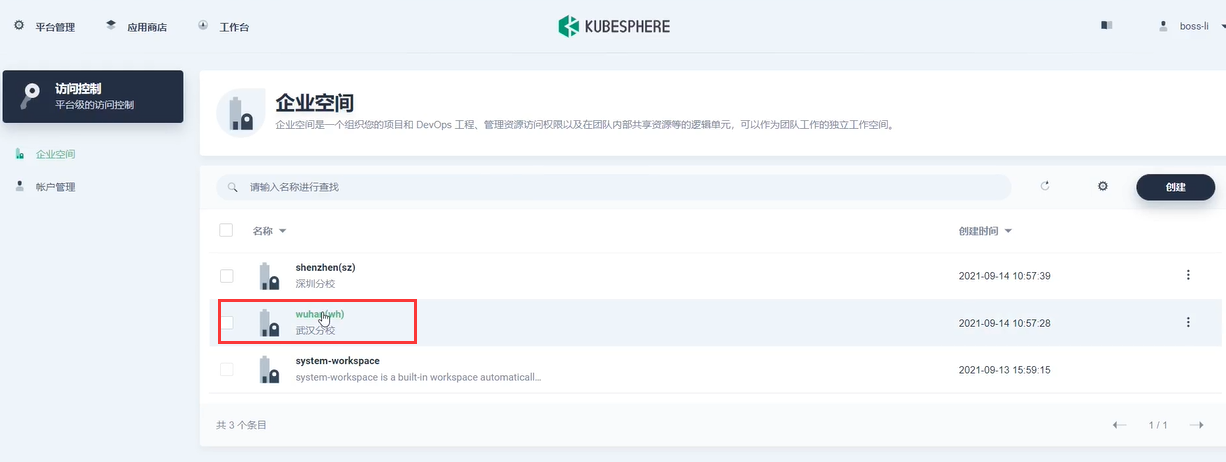 平台管理 应用商店 工作台 KUBESPHERE boss-li
访问控制
平台级的访问控制
企业空间
帐户管理
企业空间
企业空间是一个组织您的项目和 DevOps 工程、管理资源访问权限以及在团队内部共享资源等的逻辑单元，可以作为团队工作的独立工作空间。
请输入名称进行查找 创建
名称 创建时间
shenzhen(sz) 2021-09-14 10:57:39
深圳分校
wuhan(wh) 2021-09-14 10:57:28
武汉分校
system-workspace 2021-09-13 15:59:15
system-workspace is a built-in workspace automaticall...
共 3 个条目 1 / 1